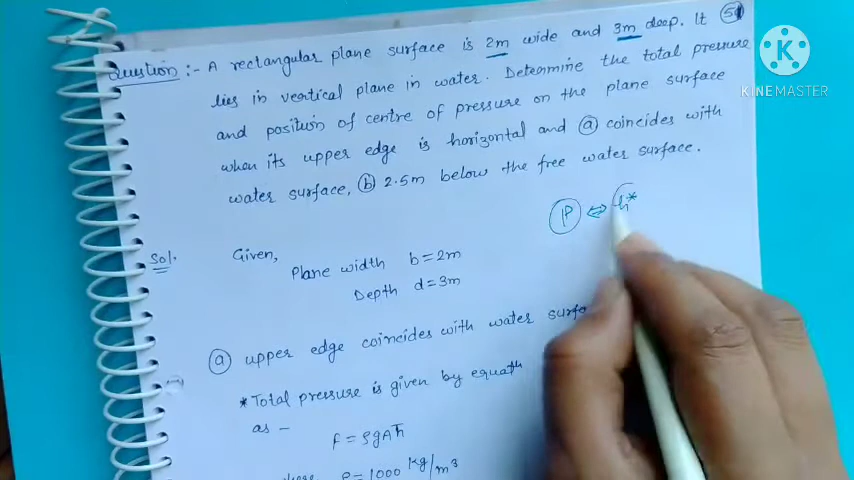 Question :- A rectangular plane surface is 2m wide and 3m deep. It
lies in vertical plane in water. Determine the total pressure
and position of centre of pressure on the plane surface
when its upper edge is horizontal and (a) coincides with
water surface, (b) 2.5m below the free water surface.
P ⇔ h*
Sol. Given,
Plane width b = 2m
Depth d = 3m
(a) upper edge coincides with water
* Total pressure is given by
as –
F = ρgAh̄
ρ = 1000 kg/m³
K
KINEMASTER